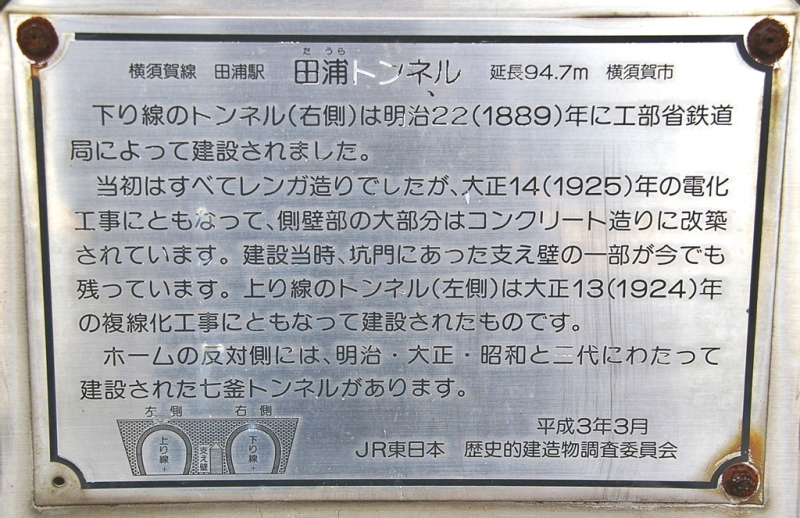 横須賀線 田浦駅 田浦トンネル 延長94.7m 横須賀市
たうら
下り線のトンネル(右側)は明治22(1889)年に工部省鉄道
局によって建設されました。
当初はすべてレンガ造りでしたが、大正14(1925)年の電化
工事にともなって、側壁部の大部分はコンクリート造りに改築
されています。建設当時、坑門にあった支え壁の一部が今でも
残っています。上り線のトンネル(左側)は大正13(1924)年
の複線化工事にともなって建設されたものです。
ホームの反対側には、明治・大正・昭和と三代にわたって
建設された七釜トンネルがあります。
左側 右側
上り線 支え壁 下り線
平成3年3月
JR東日本 歴史的建造物調査委員会